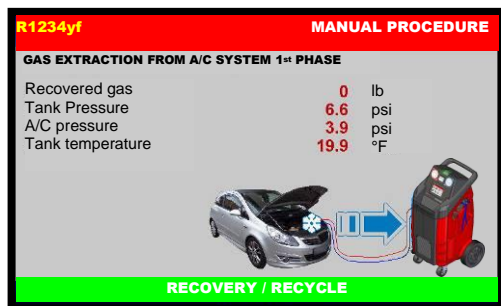 R1234yf MANUAL PROCEDURE
GAS EXTRACTION FROM A/C SYSTEM 1st PHASE
Recovered gas 0 lb
Tank Pressure 6.6 psi
A/C pressure 3.9 psi
Tank temperature 19.9 °F
RECOVERY / RECYCLE